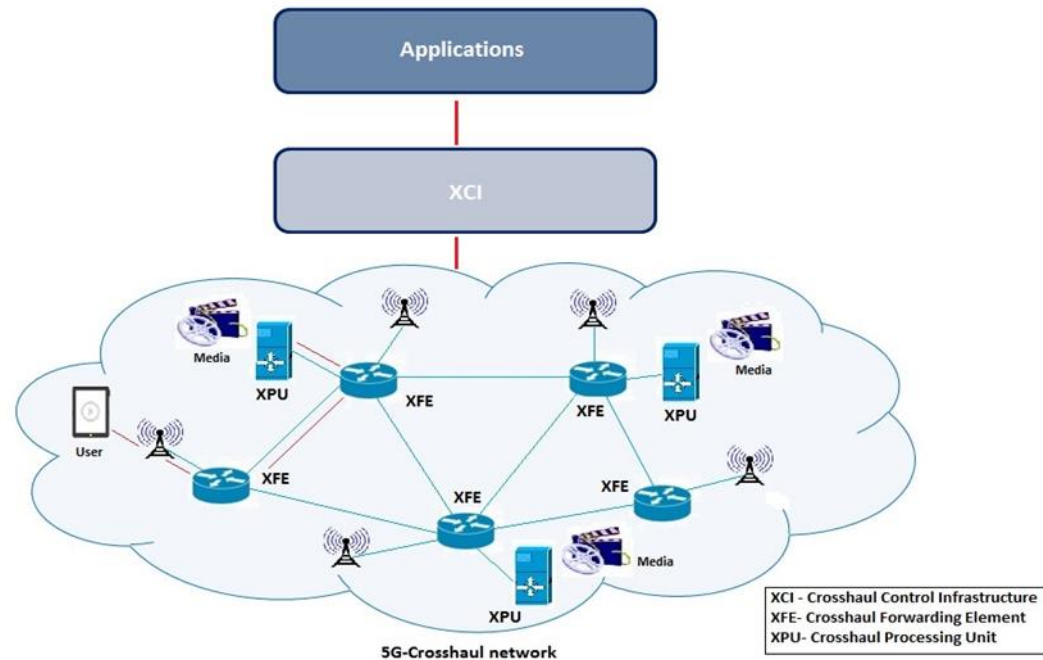 Applications
XCI
Media
XPU
XFE
XFE
XPU
Media
User
XFE
XFE
XFE
Media
XPU
5G-Crosshaul network
XCI - Crosshaul Control Infrastructure
XFE- Crosshaul Forwarding Element
XPU- Crosshaul Processing Unit